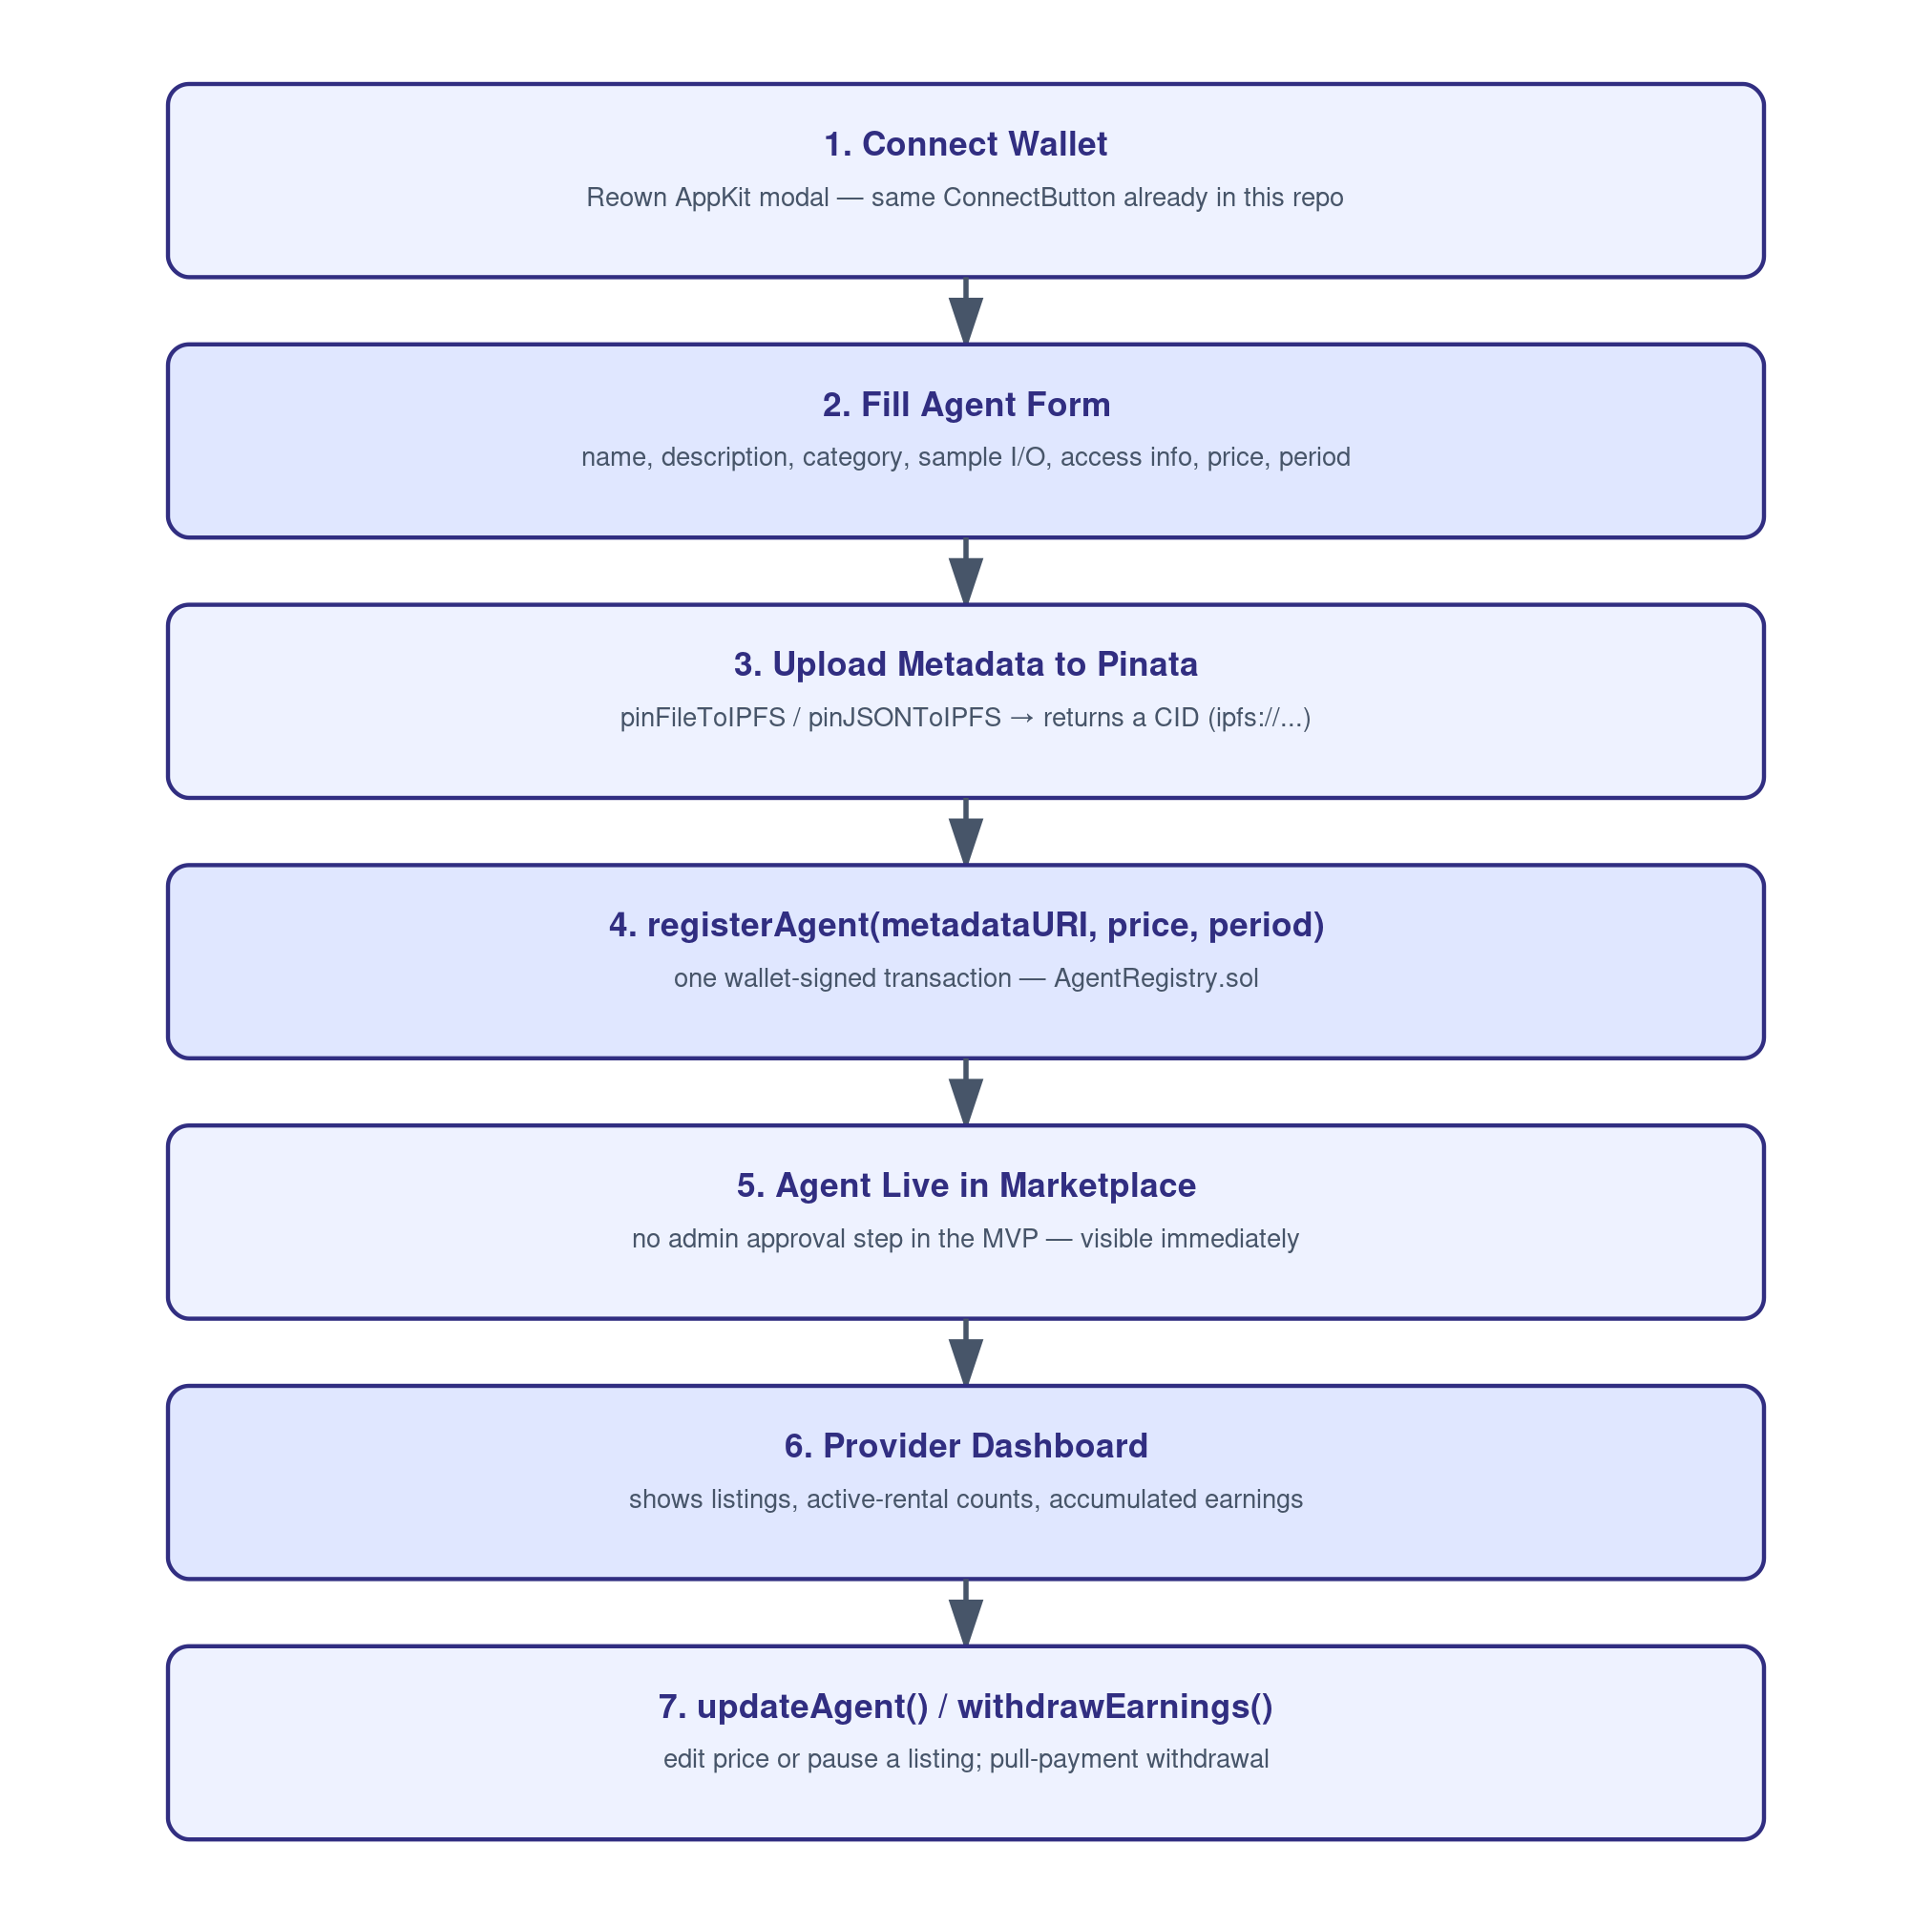 1. Connect Wallet
Reown AppKit modal — same ConnectButton already in this repo
2. Fill Agent Form
name, description, category, sample I/O, access info, price, period
3. Upload Metadata to Pinata
pinFileToIPFS / pinJSONToIPFS → returns a CID (ipfs://...)
4. registerAgent(metadataURI, price, period)
one wallet-signed transaction — AgentRegistry.sol
5. Agent Live in Marketplace
no admin approval step in the MVP — visible immediately
6. Provider Dashboard
shows listings, active-rental counts, accumulated earnings
7. updateAgent() / withdrawEarnings()
edit price or pause a listing; pull-payment withdrawal